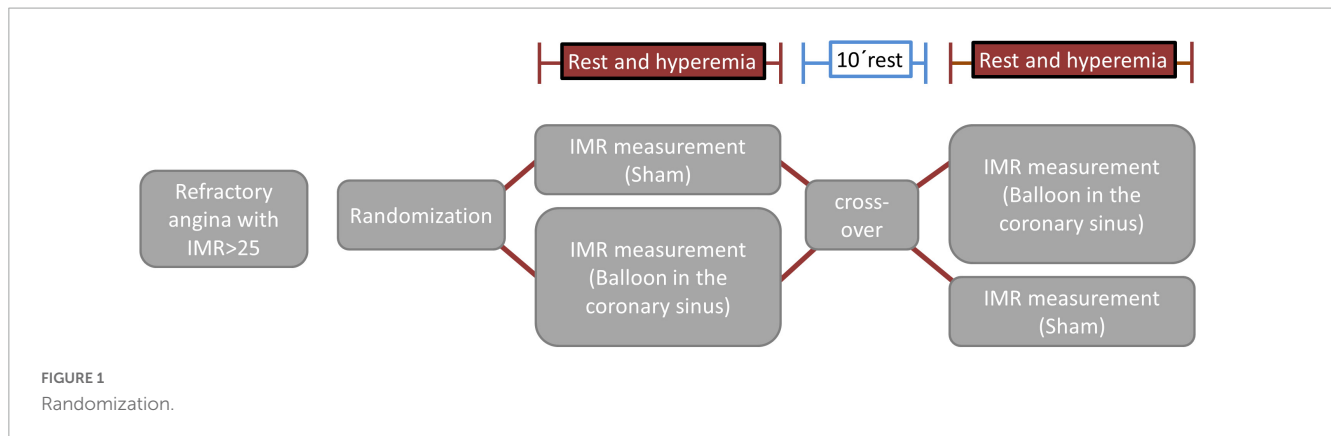 Rest and hyperemia
10´rest
Rest and hyperemia
Refractory
angina with
IMR>25
Randomization
IMR measurement
(Sham)
IMR measurement
(Balloon in the
coronary sinus)
cross-
over
IMR measurement
(Balloon in the
coronary sinus)
IMR measurement
(Sham)
FIGURE 1
Randomization.